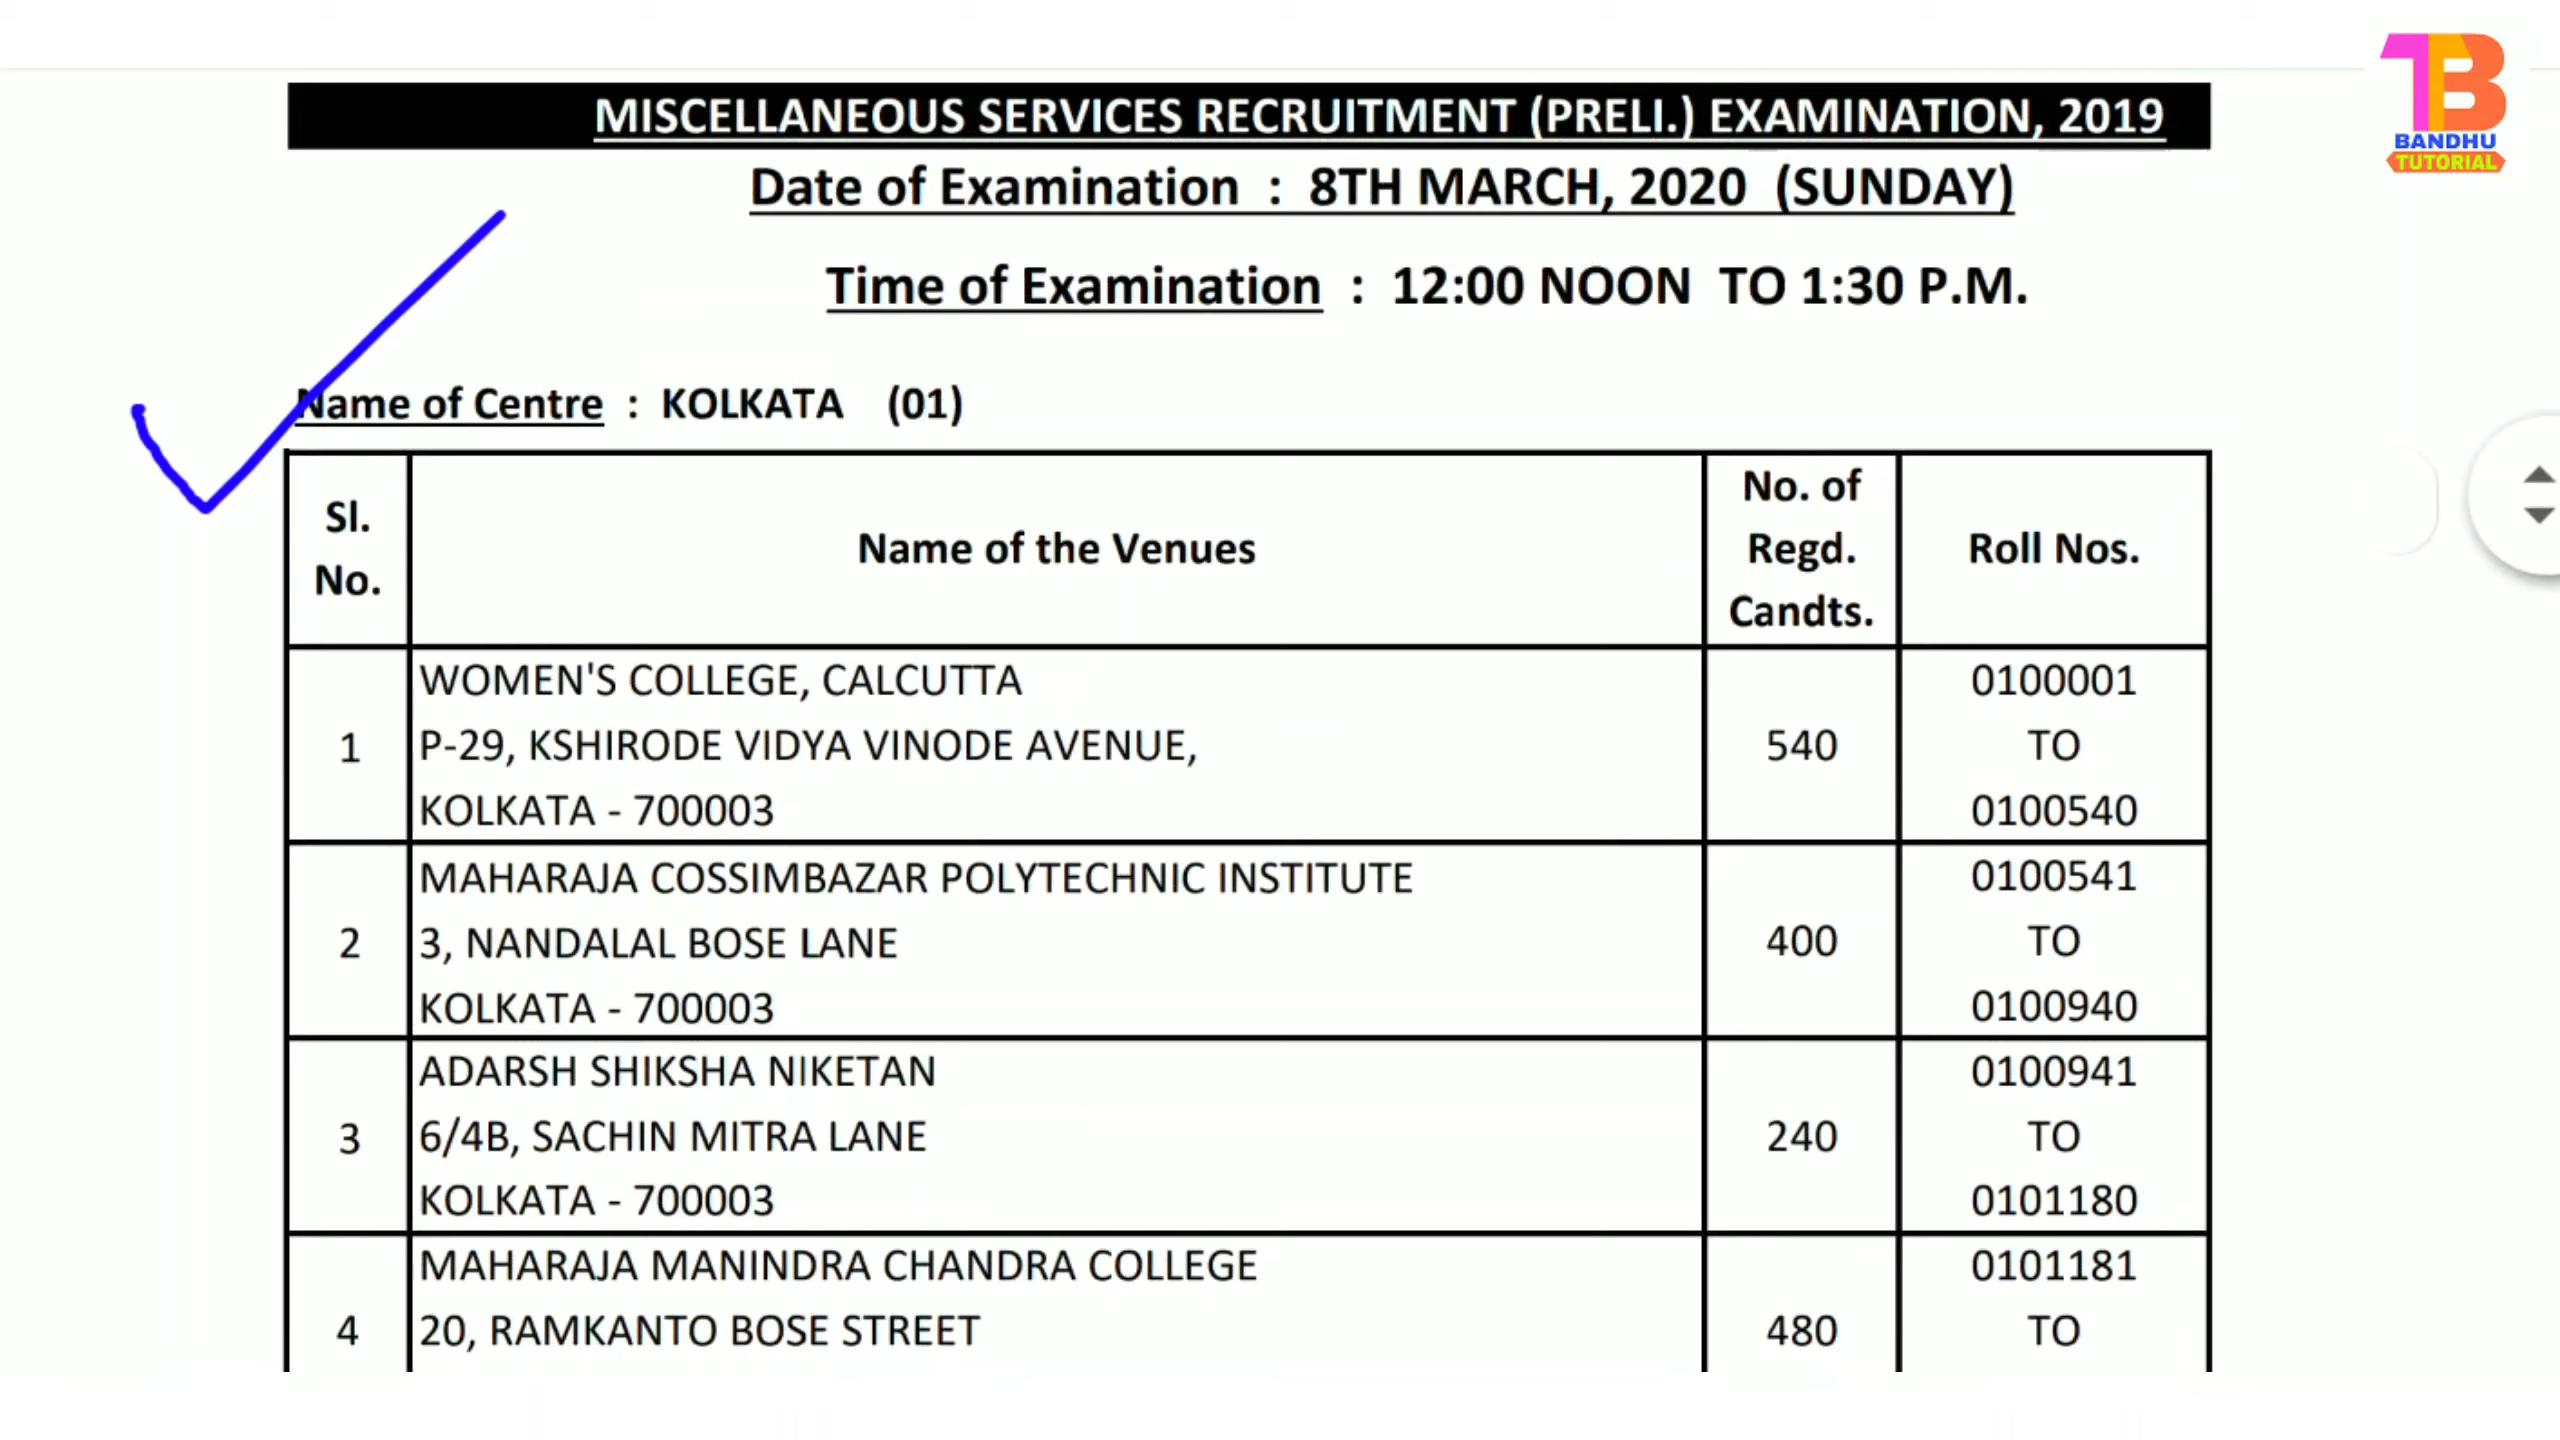 MISCELLANEOUS SERVICES RECRUITMENT (PRELI.) EXAMINATION, 2019
Date of Examination : 8TH MARCH, 2020 (SUNDAY)
Time of Examination : 12:00 NOON TO 1:30 P.M.
Name of Centre : KOLKATA (01)
Sl. No.
Name of the Venues
No. of Regd. Candts.
Roll Nos.
1
WOMEN'S COLLEGE, CALCUTTA
P-29, KSHIRODE VIDYA VINODE AVENUE,
KOLKATA - 700003
540
0100001
TO
0100540
2
MAHARAJA COSSIMBAZAR POLYTECHNIC INSTITUTE
3, NANDALAL BOSE LANE
KOLKATA - 700003
400
0100541
TO
0100940
3
ADARSH SHIKSHA NIKETAN
6/4B, SACHIN MITRA LANE
KOLKATA - 700003
240
0100941
TO
0101180
4
MAHARAJA MANINDRA CHANDRA COLLEGE
20, RAMKANTO BOSE STREET
480
0101181
TO
TB
BANDHU
TUTORIAL